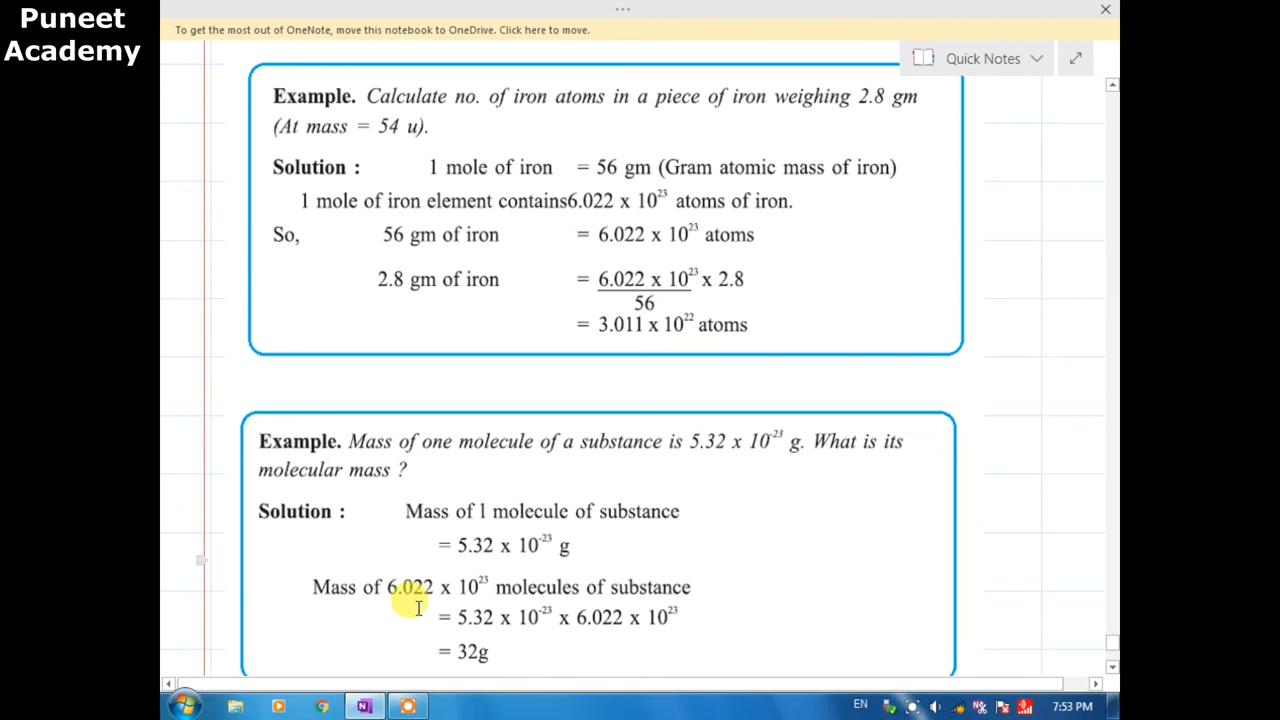 Puneet
Academy
To get the most out of OneNote, move this notebook to OneDrive. Click here to move.
Quick Notes
Example. Calculate no. of iron atoms in a piece of iron weighing 2.8 gm
(At mass = 54 u).
Solution : 1 mole of iron = 56 gm (Gram atomic mass of iron)
1 mole of iron element contains6.022 x 10²³ atoms of iron.
So, 56 gm of iron = 6.022 x 10²³ atoms
2.8 gm of iron = 6.022 x 10²³ x 2.8
56
= 3.011 x 10²² atoms
Example. Mass of one molecule of a substance is 5.32 x 10⁻²³ g. What is its
molecular mass ?
Solution : Mass of 1 molecule of substance
= 5.32 x 10⁻²³ g
Mass of 6.022 x 10²³ molecules of substance
= 5.32 x 10⁻²³ x 6.022 x 10²³
= 32g
EN 7:53 PM